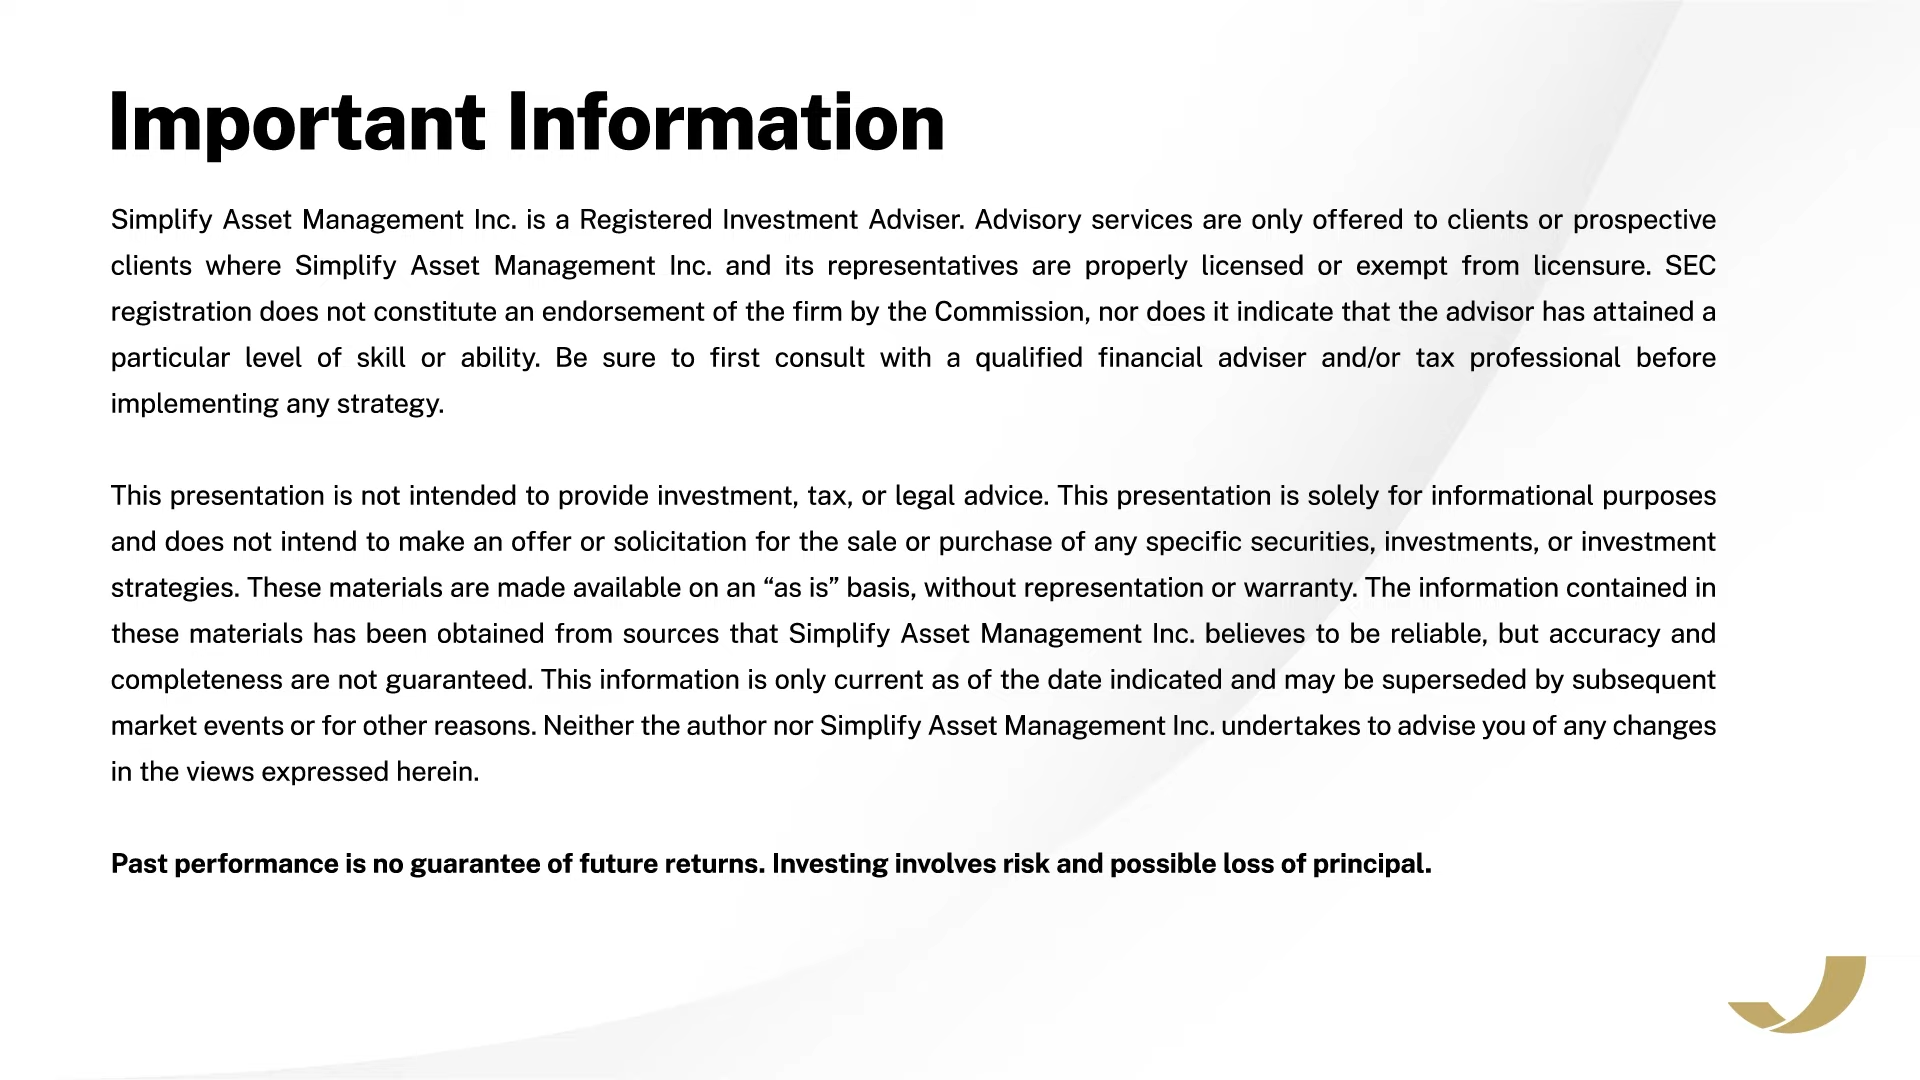 Important Information
Simplify Asset Management Inc. is a Registered Investment Adviser. Advisory services are only offered to clients or prospective
clients where Simplify Asset Management Inc. and its representatives are properly licensed or exempt from licensure. SEC
registration does not constitute an endorsement of the firm by the Commission, nor does it indicate that the advisor has attained a
particular level of skill or ability. Be sure to first consult with a qualified financial adviser and/or tax professional before
implementing any strategy.
This presentation is not intended to provide investment, tax, or legal advice. This presentation is solely for informational purposes
and does not intend to make an offer or solicitation for the sale or purchase of any specific securities, investments, or investment
strategies. These materials are made available on an “as is” basis, without representation or warranty. The information contained in
these materials has been obtained from sources that Simplify Asset Management Inc. believes to be reliable, but accuracy and
completeness are not guaranteed. This information is only current as of the date indicated and may be superseded by subsequent
market events or for other reasons. Neither the author nor Simplify Asset Management Inc. undertakes to advise you of any changes
in the views expressed herein.
Past performance is no guarantee of future returns. Investing involves risk and possible loss of principal.